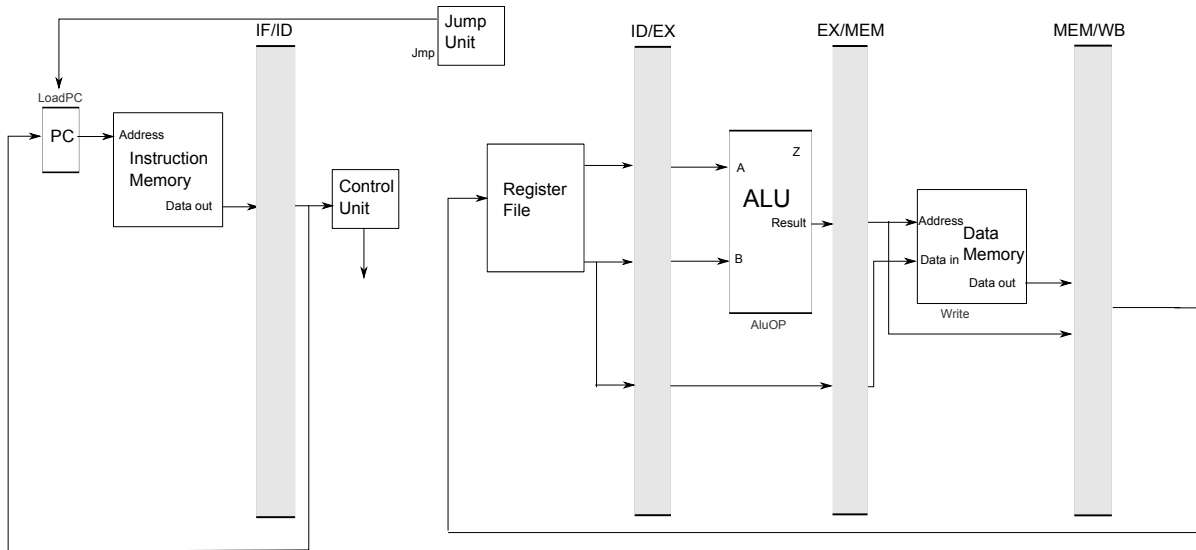 IF/ID
Jump
Unit
Jmp
ID/EX
EX/MEM
MEM/WB
LoadPC
PC
Address
Instruction
Memory
Data out
Control
Unit
Register
File
Z
A
ALU
Result
B
AluOP
Address
Data
Memory
Data in
Data out
Write